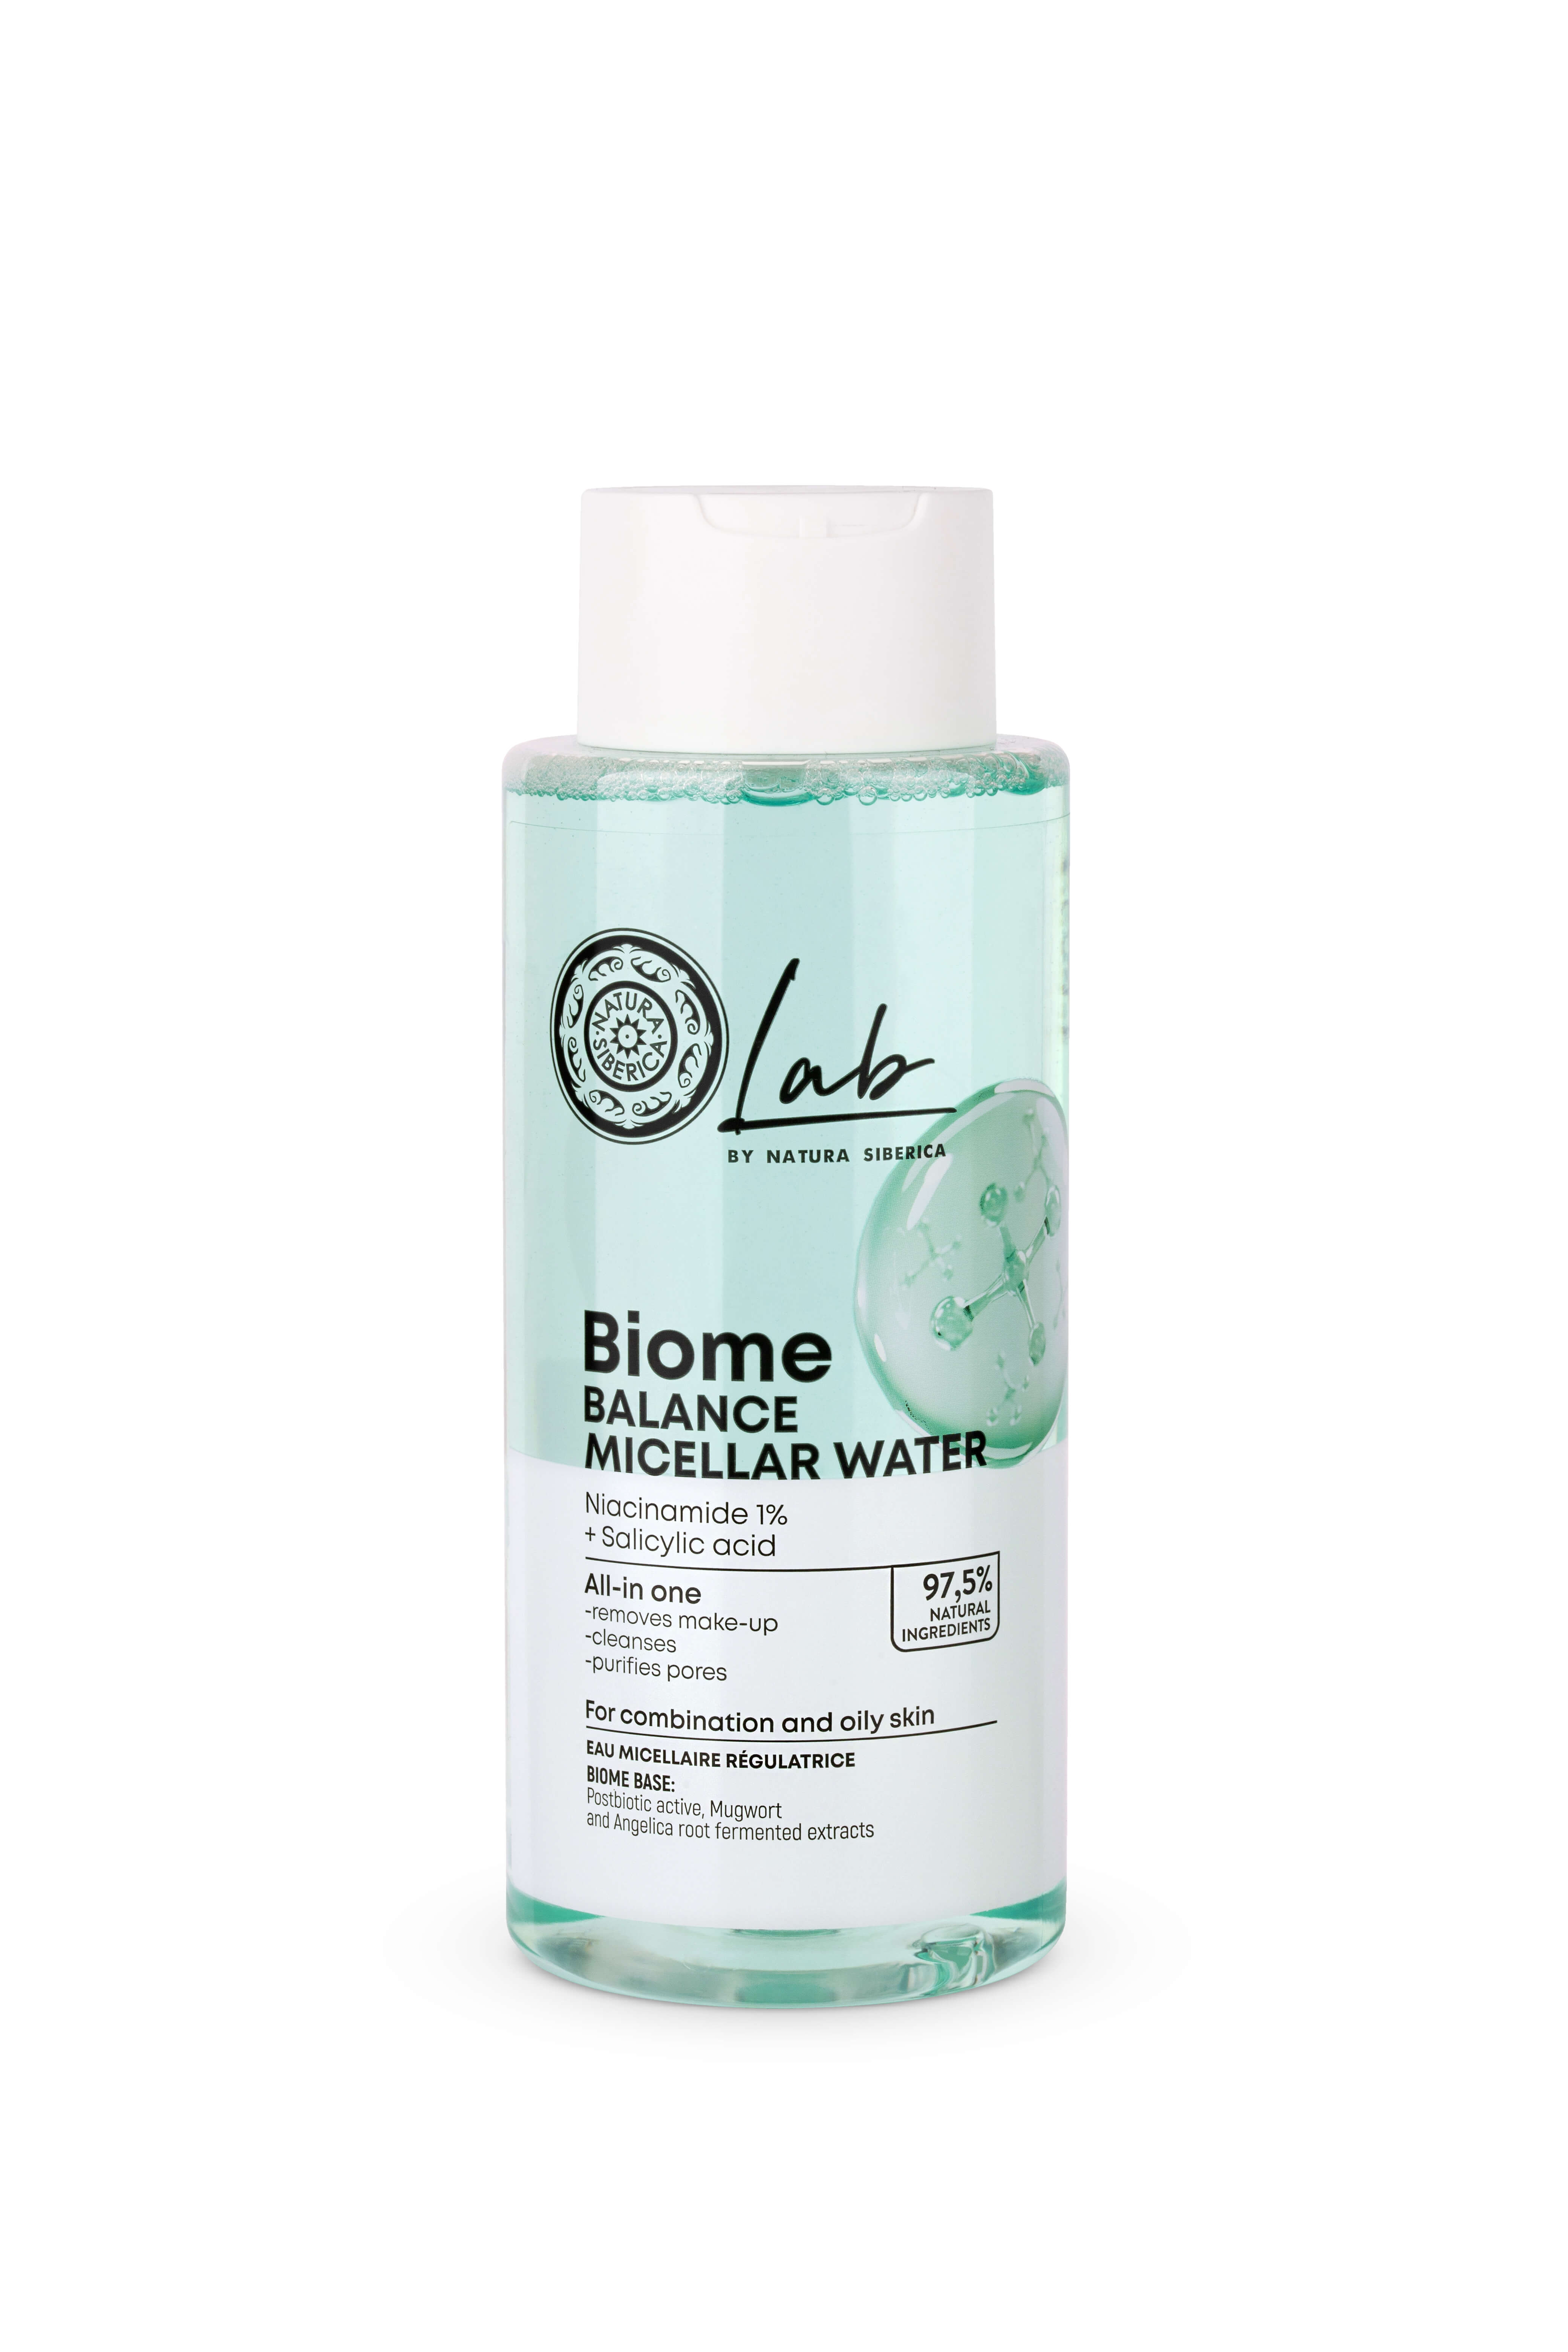 NATURA
SIBERICA
Lab
BY NATURA SIBERICA
Biome
BALANCE
MICELLAR WATER
Niacinamide 1%
+ Salicylic acid
All-in one
-removes make-up
-cleanses
-purifies pores
97,5%
NATURAL
INGREDIENTS
For combination and oily skin
EAU MICELLAIRE RÉGULATRICE
BIOME BASE:
Postbiotic active, Mugwort
and Angelica root fermented extracts